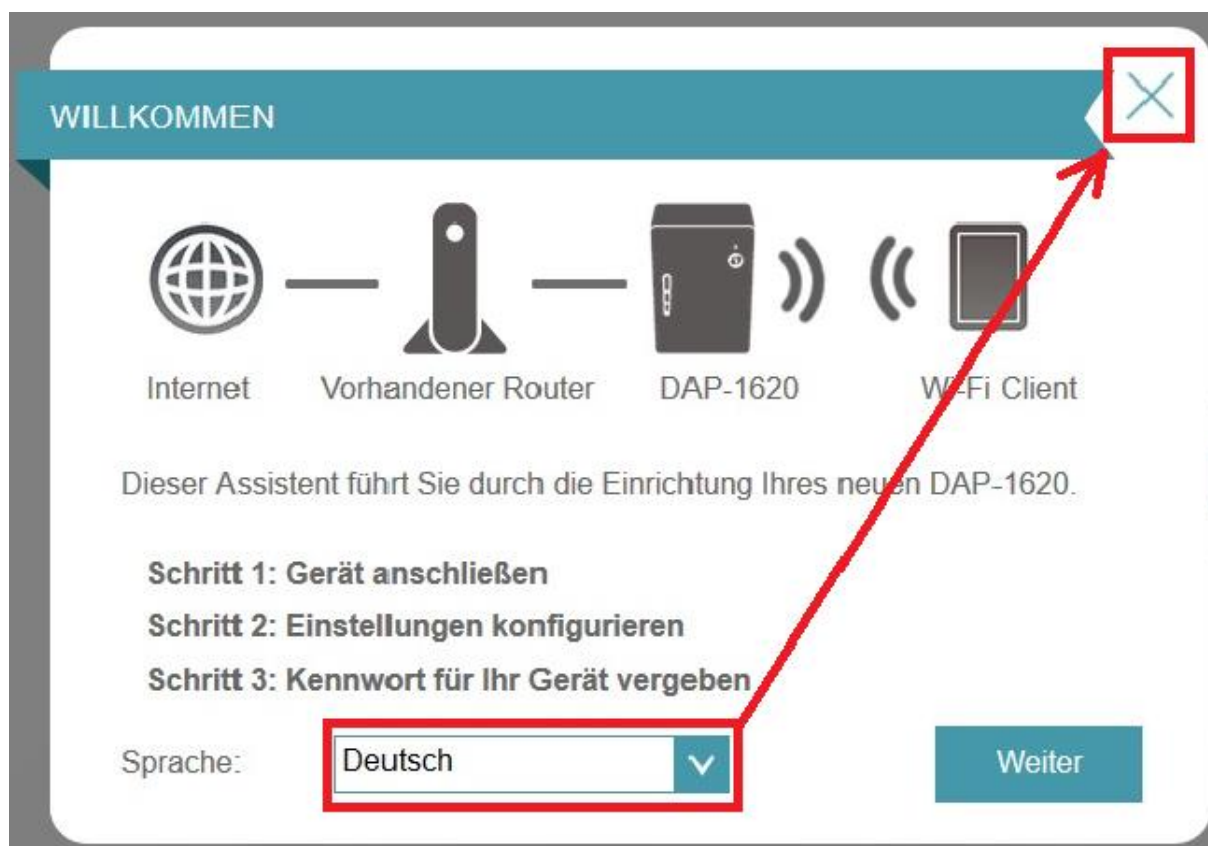 WILLKOMMEN
Internet Vorhandener Router DAP-1620 Wi-Fi Client
Dieser Assistent führt Sie durch die Einrichtung Ihres neuen DAP-1620.
Schritt 1: Gerät anschließen
Schritt 2: Einstellungen konfigurieren
Schritt 3: Kennwort für Ihr Gerät vergeben
Sprache: Deutsch Weiter